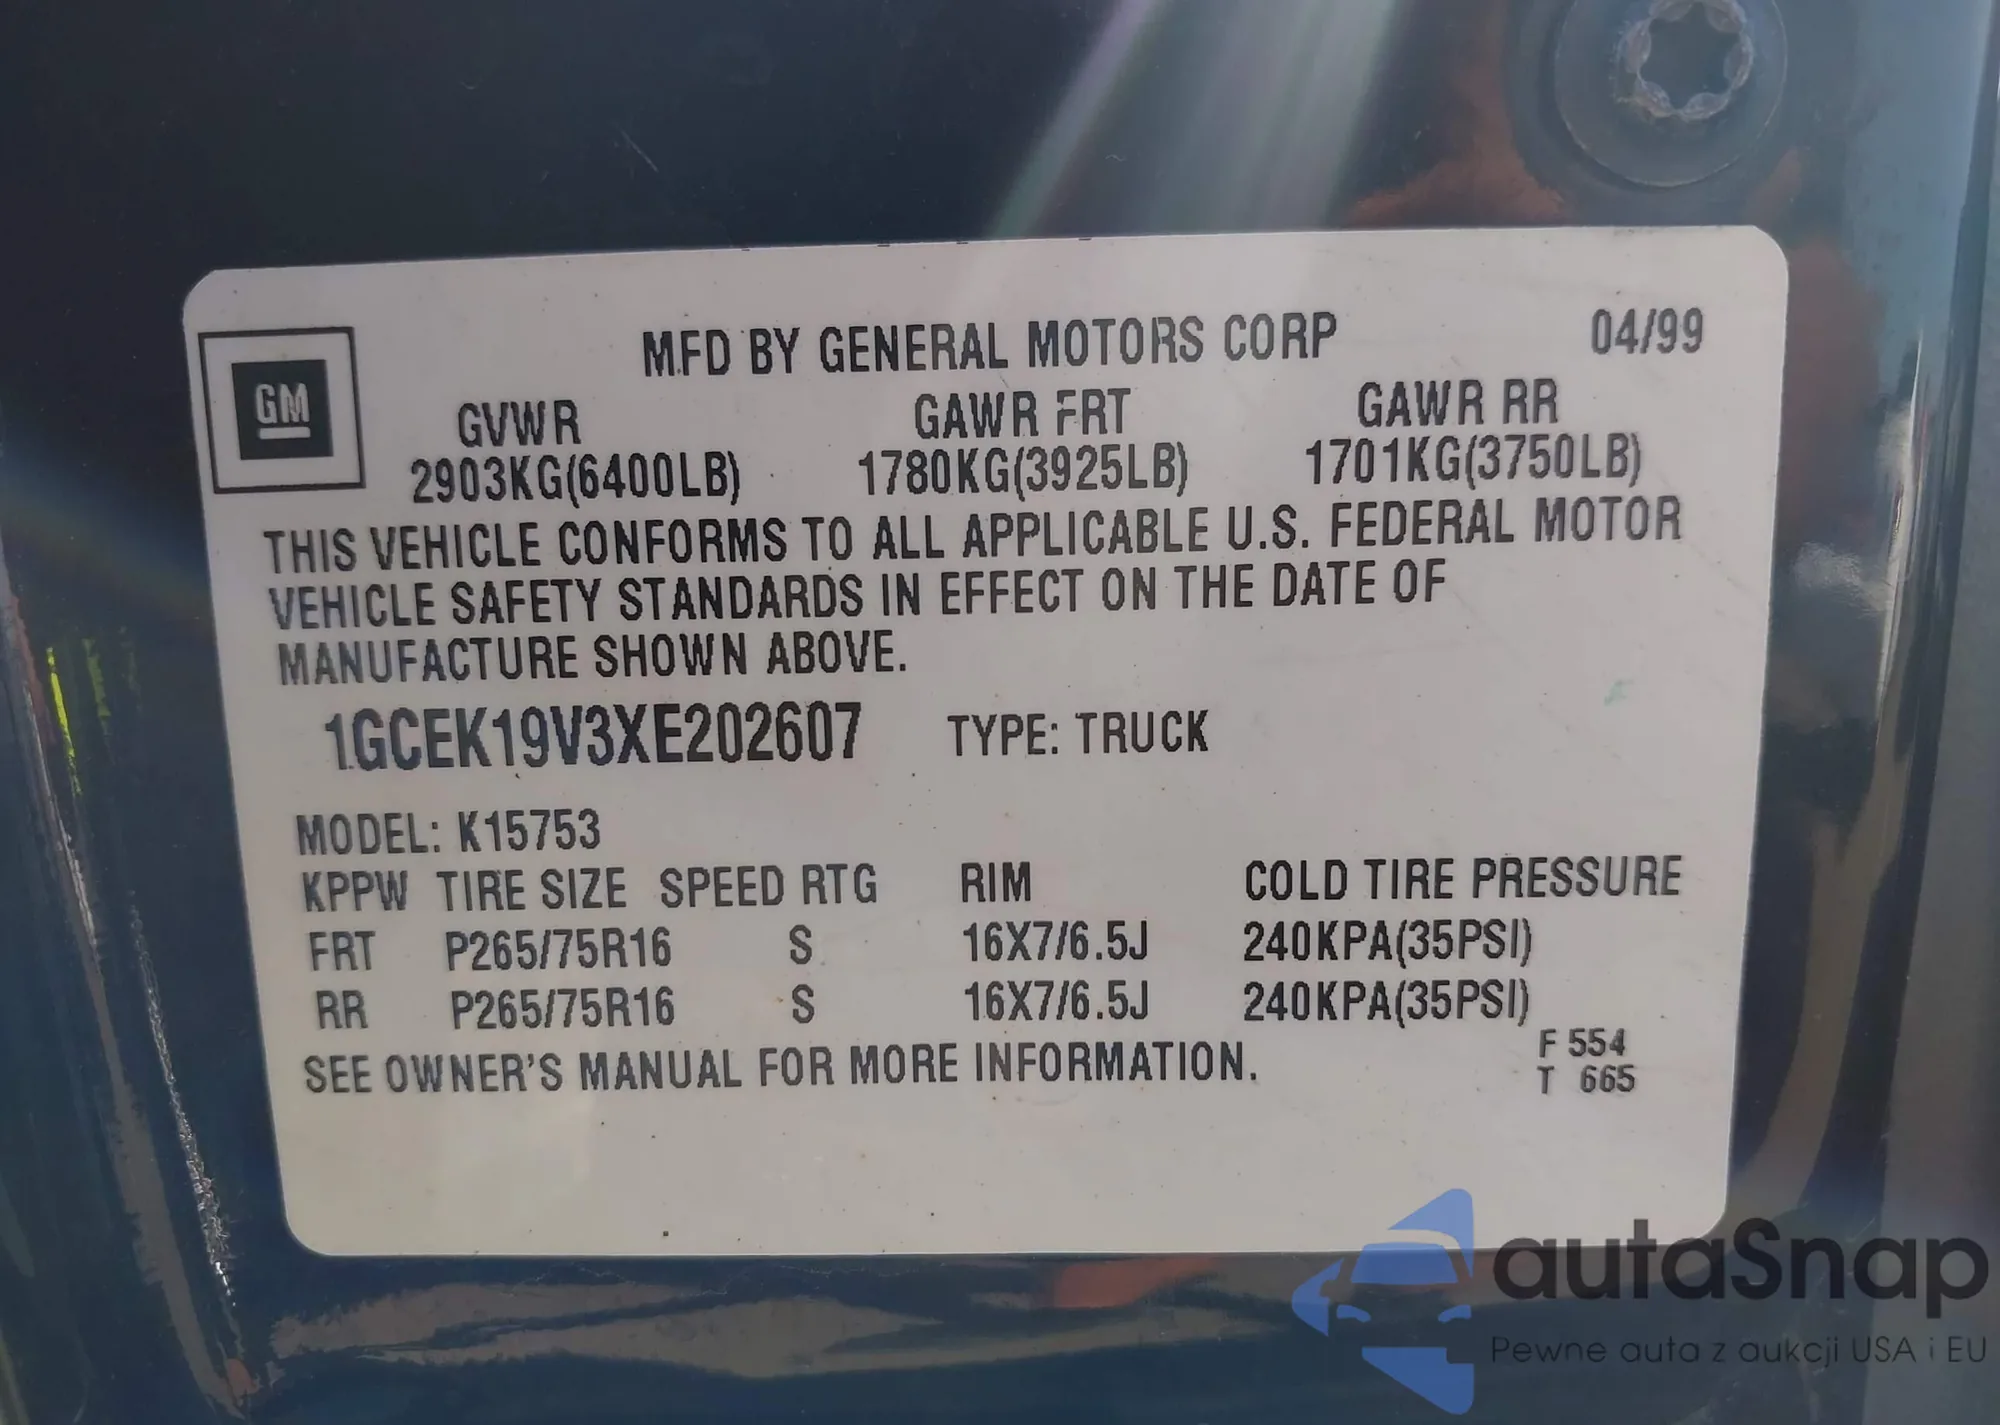 MFD BY GENERAL MOTORS CORP 04/99
GM
GVWR GAWR FRT GAWR RR
2903KG(6400LB) 1780KG(3925LB) 1701KG(3750LB)
THIS VEHICLE CONFORMS TO ALL APPLICABLE U.S. FEDERAL MOTOR
VEHICLE SAFETY STANDARDS IN EFFECT ON THE DATE OF
MANUFACTURE SHOWN ABOVE.
1GCEK19V3XE202607 TYPE: TRUCK
MODEL: K15753
KPPW TIRE SIZE SPEED RTG RIM COLD TIRE PRESSURE
FRT P265/75R16 S 16X7/6.5J 240KPA(35PSI)
RR P265/75R16 S 16X7/6.5J 240KPA(35PSI)
SEE OWNER'S MANUAL FOR MORE INFORMATION.
F 554
T 665
autaSnap
Pewne auta z aukcji USA i EU